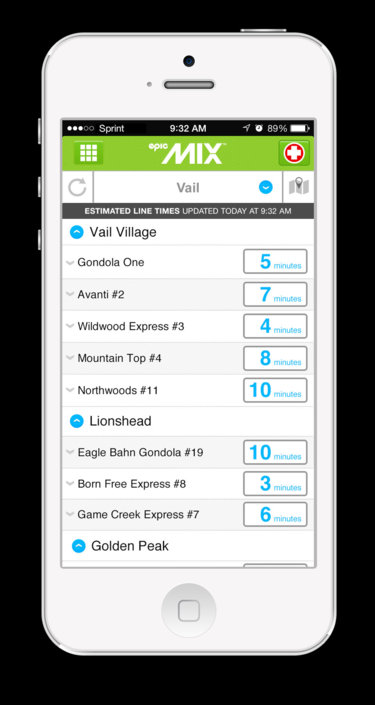 Sprint 9:32 AM 89%
epic MIX™
Vail
ESTIMATED LINE TIMES UPDATED TODAY AT 9:32 AM
Vail Village
Gondola One 5 minutes
Avanti #2 7 minutes
Wildwood Express #3 4 minutes
Mountain Top #4 8 minutes
Northwoods #11 10 minutes
Lionshead
Eagle Bahn Gondola #19 10 minutes
Born Free Express #8 3 minutes
Game Creek Express #7 6 minutes
Golden Peak